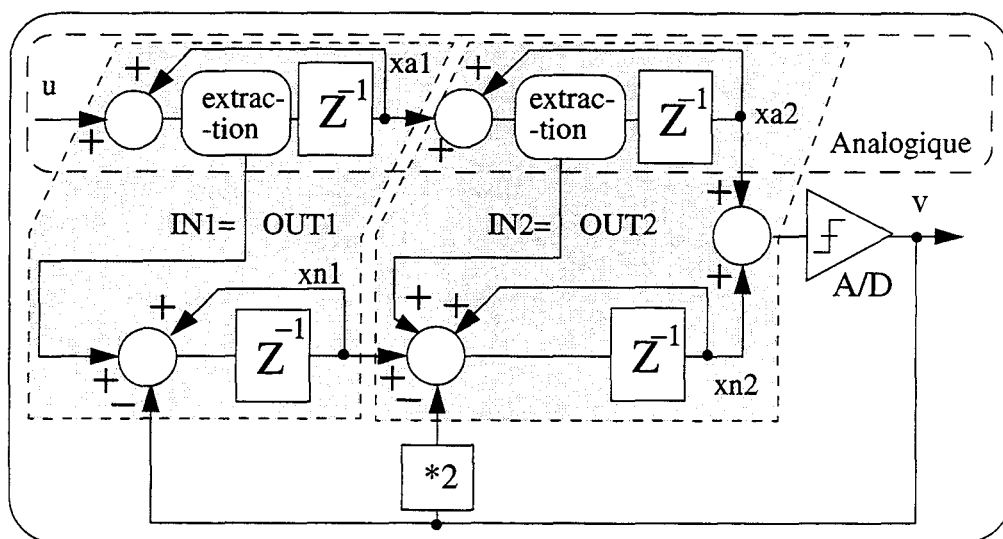 + xa1 +
u extrac-
-tion Z⁻¹ extrac-
-tion Z⁻¹ xa2
+ + Analogique
IN1= OUT1 IN2= OUT2 + v
xn1 + A/D
+ + +
Z⁻¹ Z⁻¹
+ + xn2
− −
*2